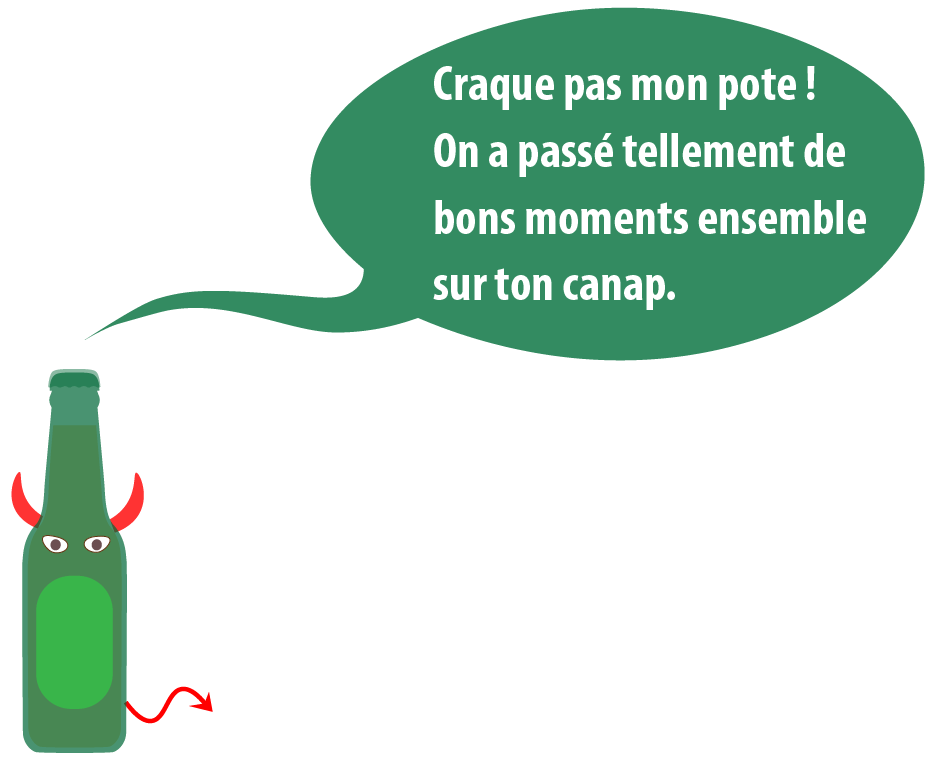 Craque pas mon pote !
On a passé tellement de
bons moments ensemble
sur ton canap.